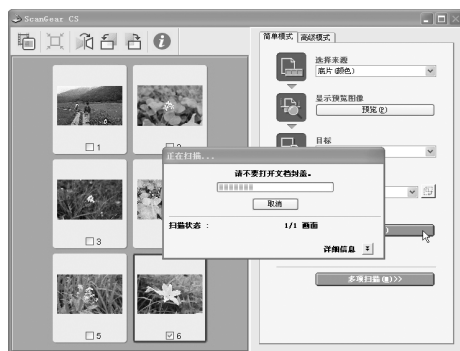 ScanGear CS
简单模式
高级模式
选择来源
底片(颜色)
显示预览图像
预览(P)
目标
1
正在扫描...
请不要打开文档封盖。
取消
扫描状态 :
1/1 画面
详细信息
3
多项扫描(M)>>
5
6